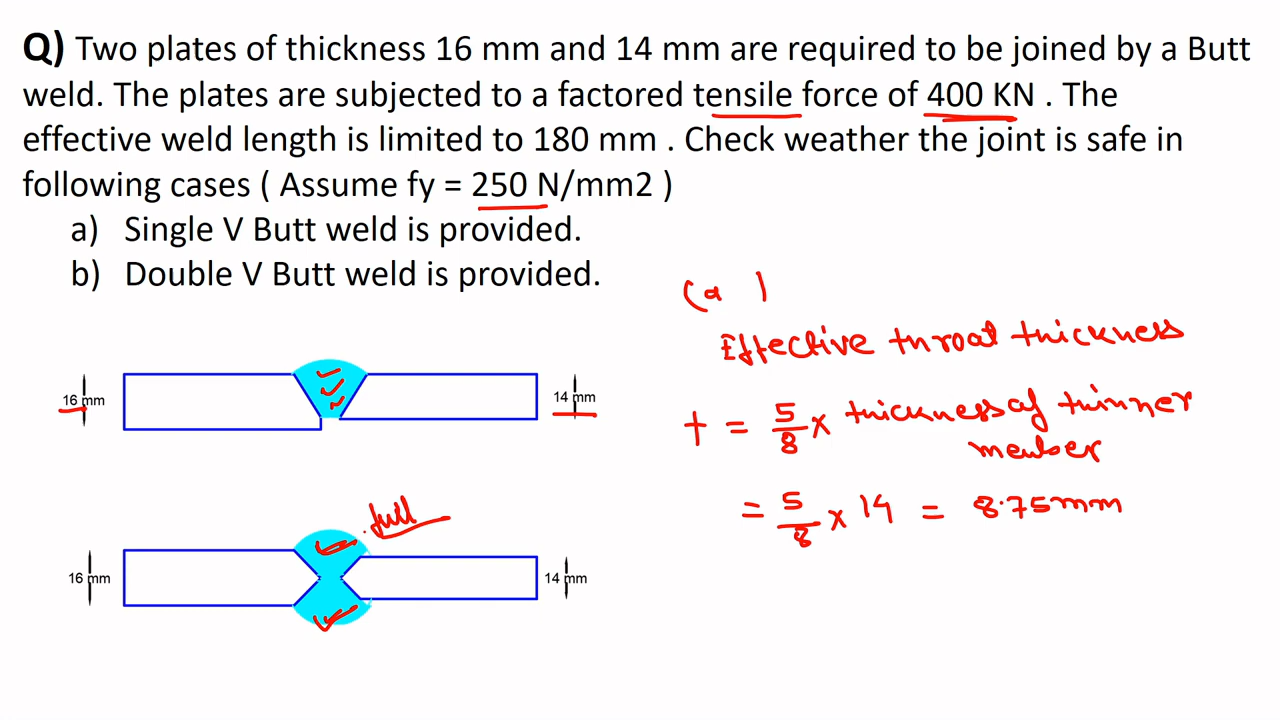 Q) Two plates of thickness 16 mm and 14 mm are required to be joined by a Butt
weld. The plates are subjected to a factored tensile force of 400 KN . The
effective weld length is limited to 180 mm . Check weather the joint is safe in
following cases ( Assume fy = 250 N/mm2 )
a) Single V Butt weld is provided.
b) Double V Butt weld is provided.
(a )
Effective throat thickness
16 mm
14 mm
t = 5/8 x thickness of thinner
member
= 5/8 x 14 = 8.75mm
full
16 mm
14 mm